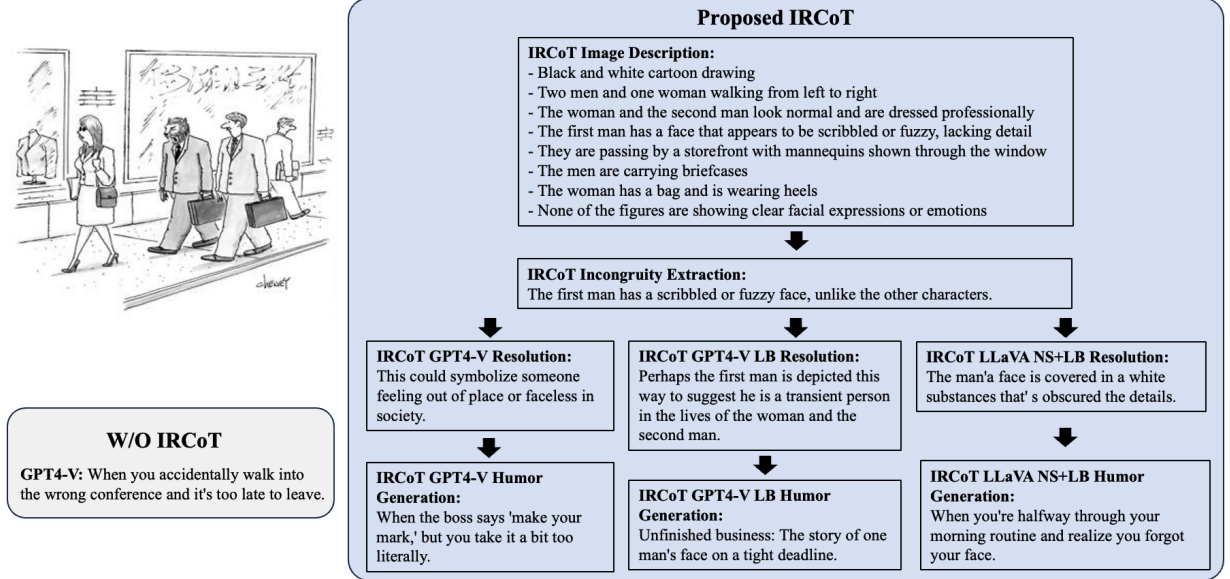 Proposed IRCoT
IRCoT Image Description:
- Black and white cartoon drawing
- Two men and one woman walking from left to right
- The woman and the second man look normal and are dressed professionally
- The first man has a face that appears to be scribbled or fuzzy, lacking detail
- They are passing by a storefront with mannequins shown through the window
- The men are carrying briefcases
- The woman has a bag and is wearing heels
- None of the figures are showing clear facial expressions or emotions
IRCoT Incongruity Extraction:
The first man has a scribbled or fuzzy face, unlike the other characters.
IRCoT GPT4-V Resolution:
This could symbolize someone
feeling out of place or faceless in
society.
IRCoT GPT4-V Humor
Generation:
When the boss says 'make your
mark,' but you take it a bit too
literally.
IRCoT GPT4-V LB Resolution:
Perhaps the first man is depicted this
way to suggest he is a transient person
in the lives of the woman and the
second man.
IRCoT GPT4-V LB Humor
Generation:
Unfinished business: The story of one
man's face on a tight deadline.
IRCoT LLaVA NS+LB Resolution:
The man'a face is covered in a white
substances that' s obscured the details.
IRCoT LLaVA NS+LB Humor
Generation:
When you're halfway through your
morning routine and realize you forgot
your face.
CHENEY
W/O IRCoT
GPT4-V: When you accidentally walk into
the wrong conference and it's too late to leave.